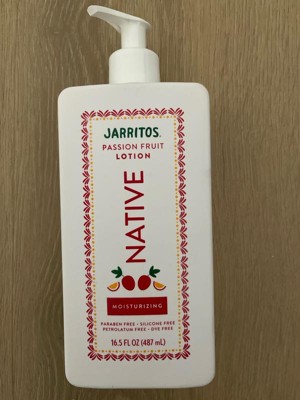 JARRITOS.
PASSION FRUIT
LOTION
NATIVE
MOISTURIZING
PARABEN FREE • SILICONE FREE
PETROLATUM FREE • DYE FREE
16.5 FL OZ (487 mL)